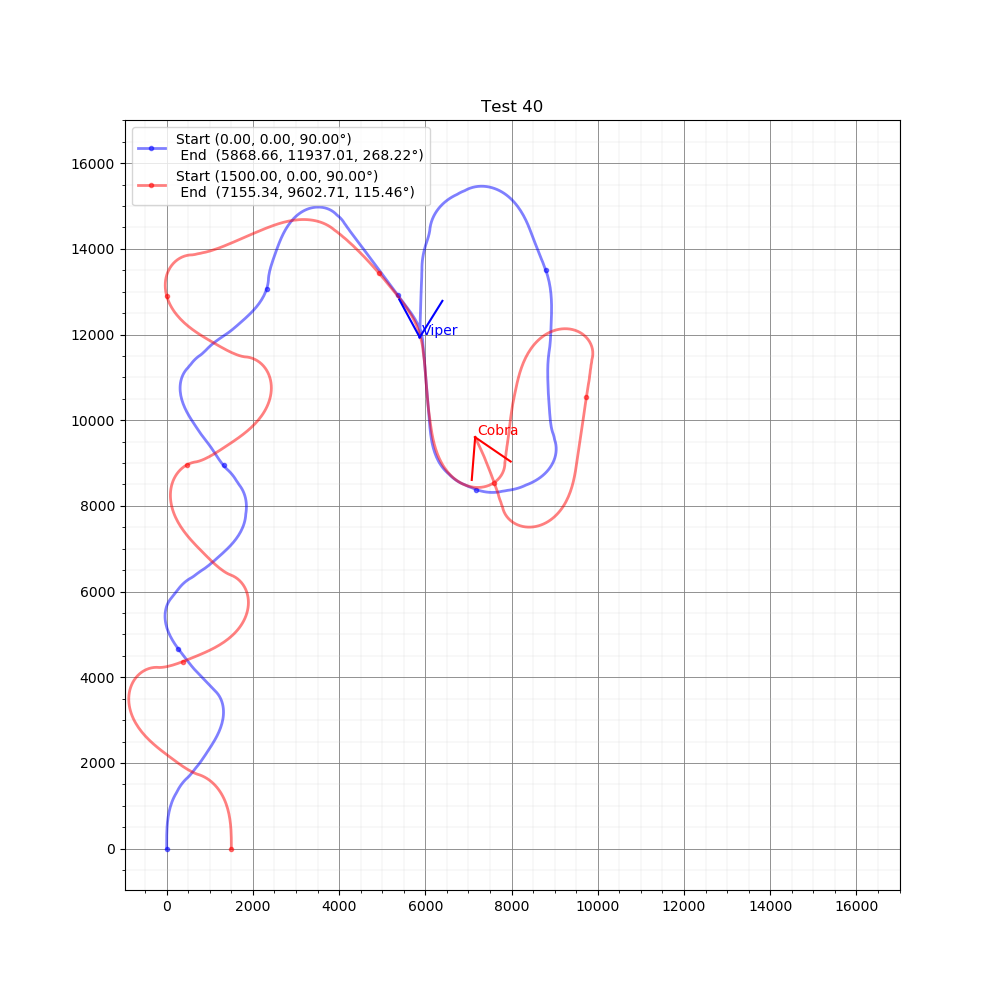 Test 40
Start (0.00, 0.00, 90.00°)
End (5868.66, 11937.01, 268.22°)
Start (1500.00, 0.00, 90.00°)
End (7155.34, 9602.71, 115.46°)
16000
14000
12000
10000
8000
6000
4000
2000
0
Viper
Cobra
0 2000 4000 6000 8000 10000 12000 14000 16000